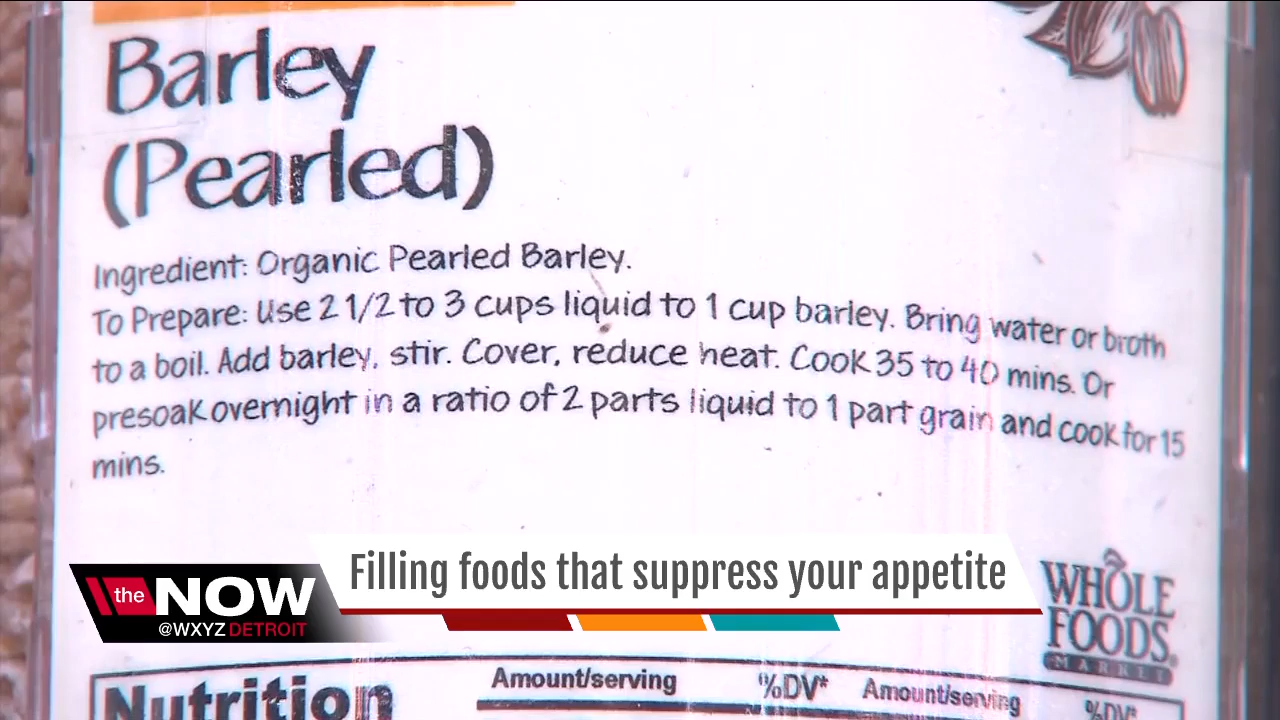 Barley
(Pearled)
Ingredient: Organic Pearled Barley.
To Prepare: Use 2 1/2 to 3 cups liquid to 1 cup barley. Bring water or broth
to a boil. Add barley, stir. Cover, reduce heat. Cook 35 to 40 mins. Or
presoak overnight in a ratio of 2 parts liquid to 1 part grain and cook for 15
mins.
Filling foods that suppress your appetite
the NOW
@WXYZ DETROIT
WHOLE
FOODS
MARKET
Nutrition
Amount/serving %DV* Amount/serving %DV*